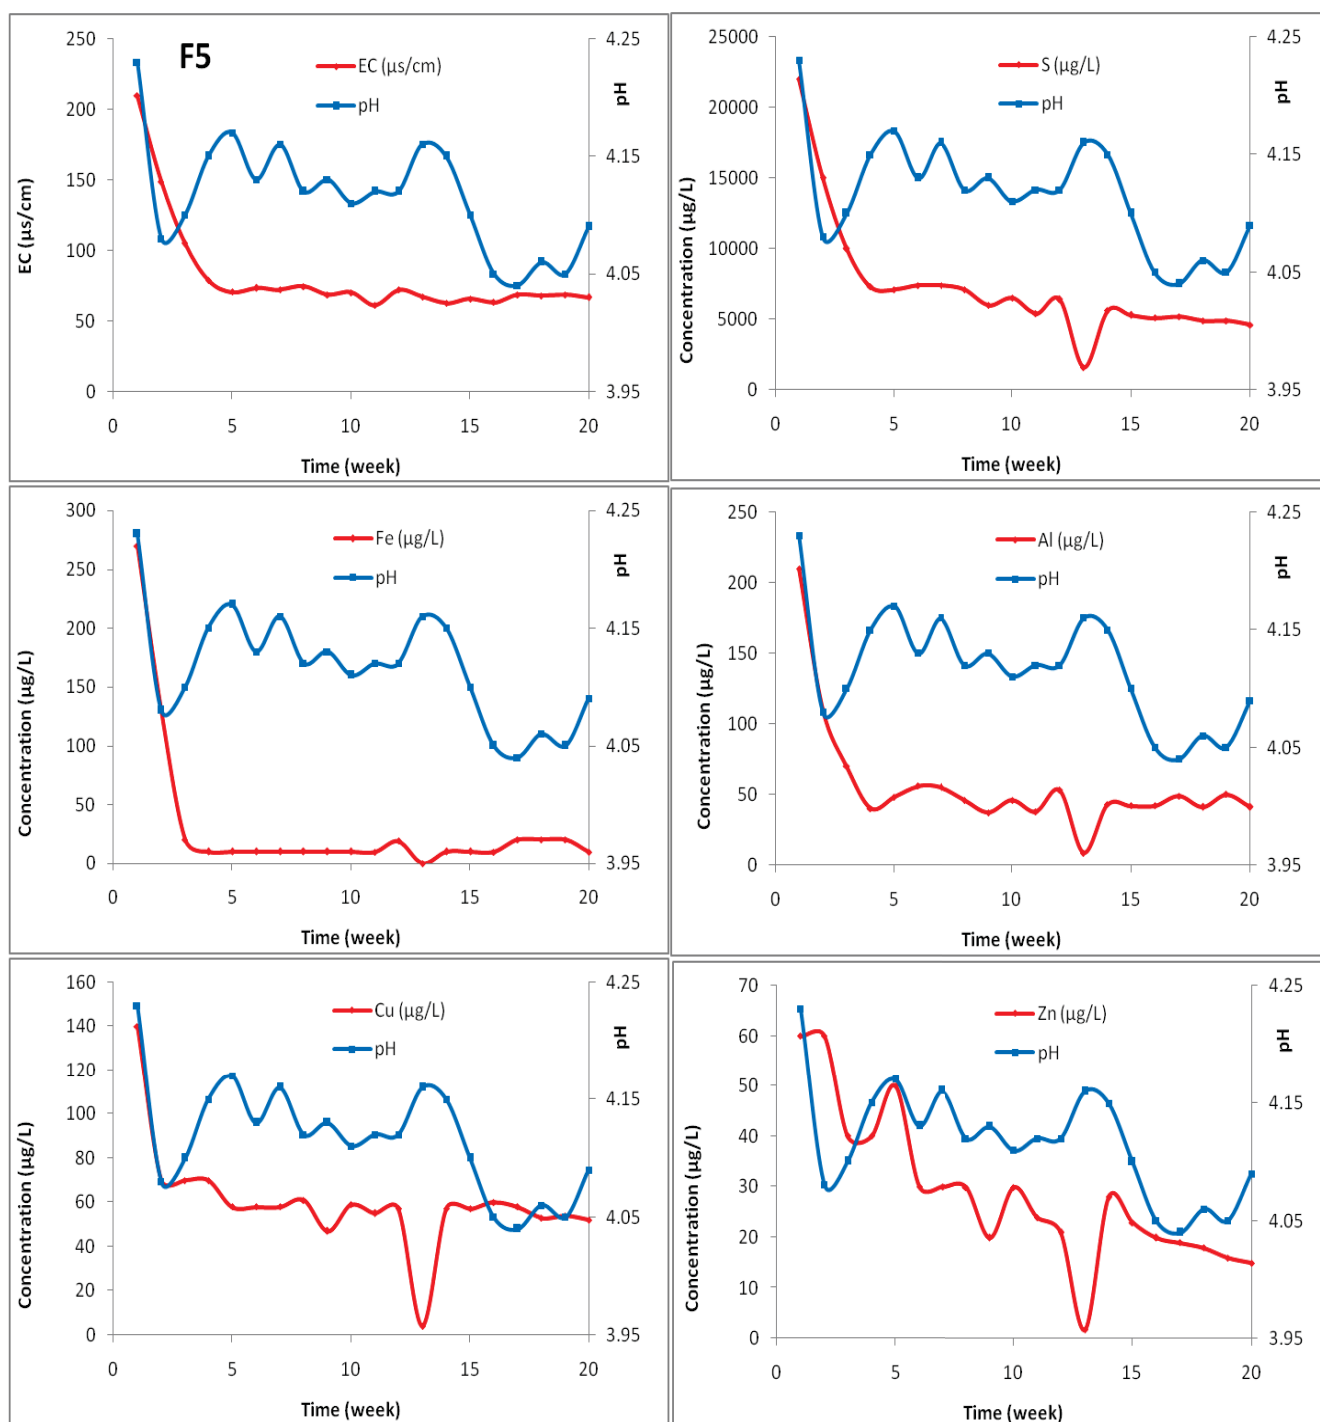 F5
EC (µs/cm)
pH
250
200
150
100
50
0
EC (µs/cm)
4.25
4.15
4.05
3.95
pH
0 5 10 15 20
Time (week)
S (µg/L)
pH
25000
20000
15000
10000
5000
0
Concentration (µg/L)
4.25
4.15
4.05
3.95
pH
0 5 10 15 20
Time (week)
Fe (µg/L)
pH
300
250
200
150
100
50
0
Concentration (µg/L)
4.25
4.15
4.05
3.95
pH
0 5 10 15 20
Time (week)
Al (µg/L)
pH
250
200
150
100
50
0
Concentration (µg/L)
4.25
4.15
4.05
3.95
pH
0 5 10 15 20
Time (week)
Cu (µg/L)
pH
160
140
120
100
80
60
40
20
0
Concentration (µg/L)
4.25
4.15
4.05
3.95
pH
0 5 10 15 20
Time (week)
Zn (µg/L)
pH
70
60
50
40
30
20
10
0
Concentration (µg/L)
4.25
4.15
4.05
3.95
pH
0 5 10 15 20
Time (week)